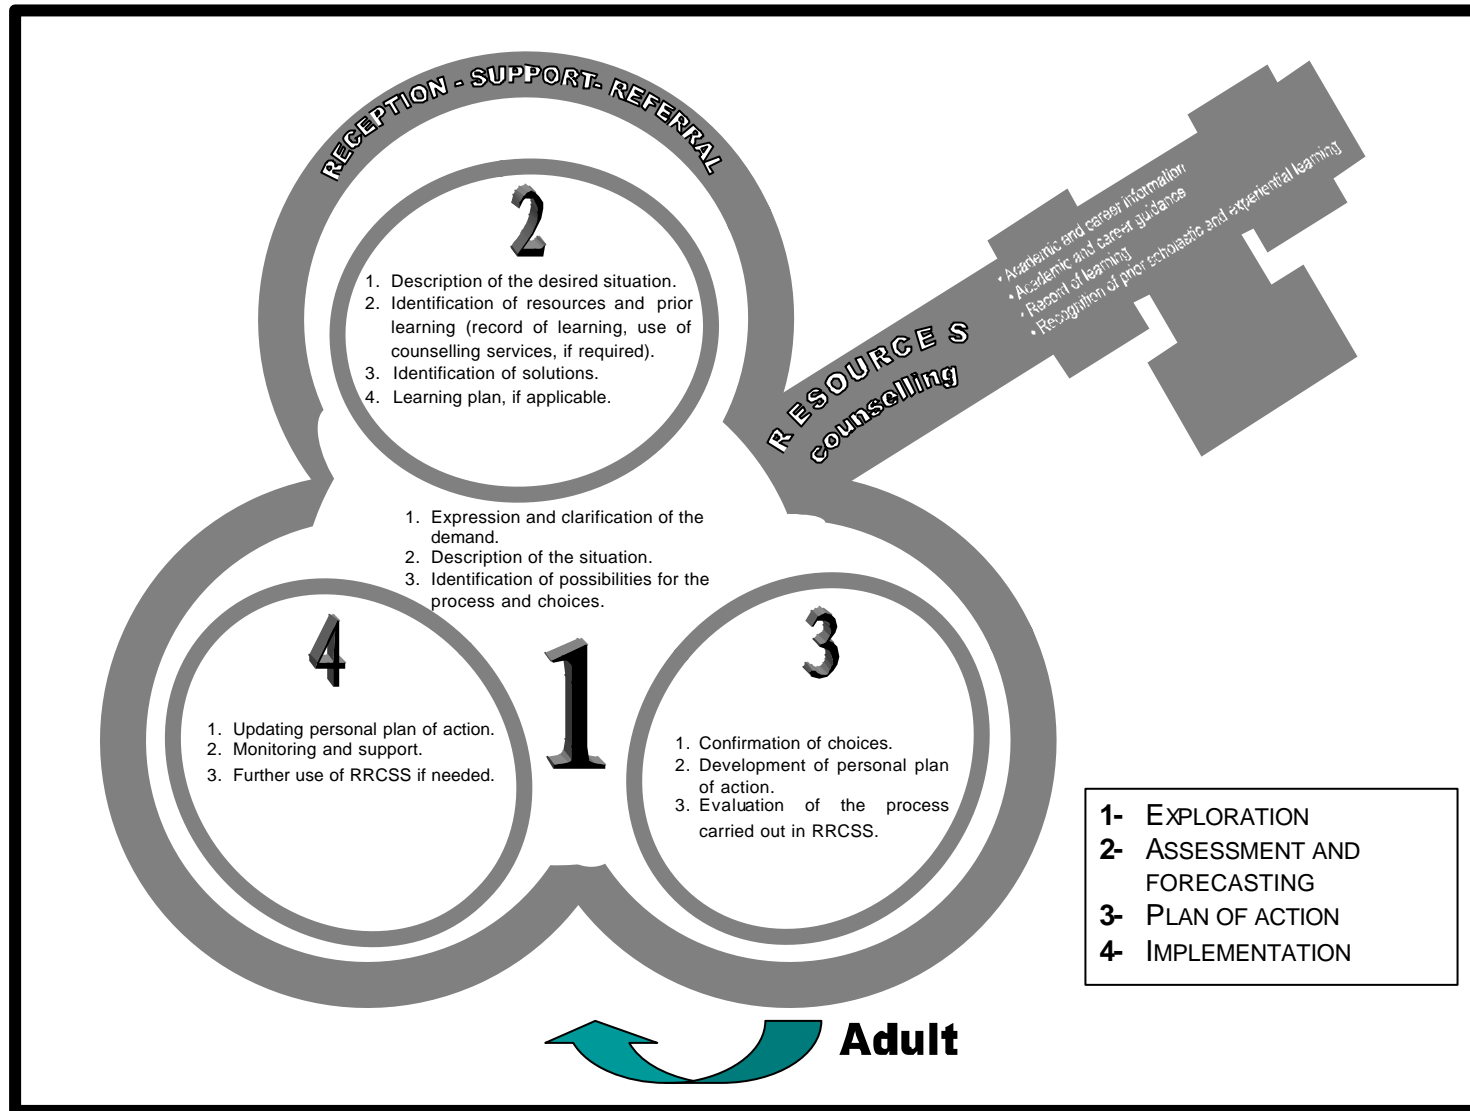 RECEPTION - SUPPORT- REFERRAL
2
1. Description of the desired situation.
2. Identification of resources and prior
learning (record of learning, use of
counselling services, if required).
3. Identification of solutions.
4. Learning plan, if applicable.
RESOURCES
counselling
• Academic and career information
• Academic and career guidance
• Record of learning
• Recognition of prior scholastic and experiential learning
1. Expression and clarification of the
demand.
2. Description of the situation.
3. Identification of possibilities for the
process and choices.
1
4
1. Updating personal plan of action.
2. Monitoring and support.
3. Further use of RRCSS if needed.
3
1. Confirmation of choices.
2. Development of personal plan
of action.
3. Evaluation of the process
carried out in RRCSS.
1- EXPLORATION
2- ASSESSMENT AND
FORECASTING
3- PLAN OF ACTION
4- IMPLEMENTATION
Adult